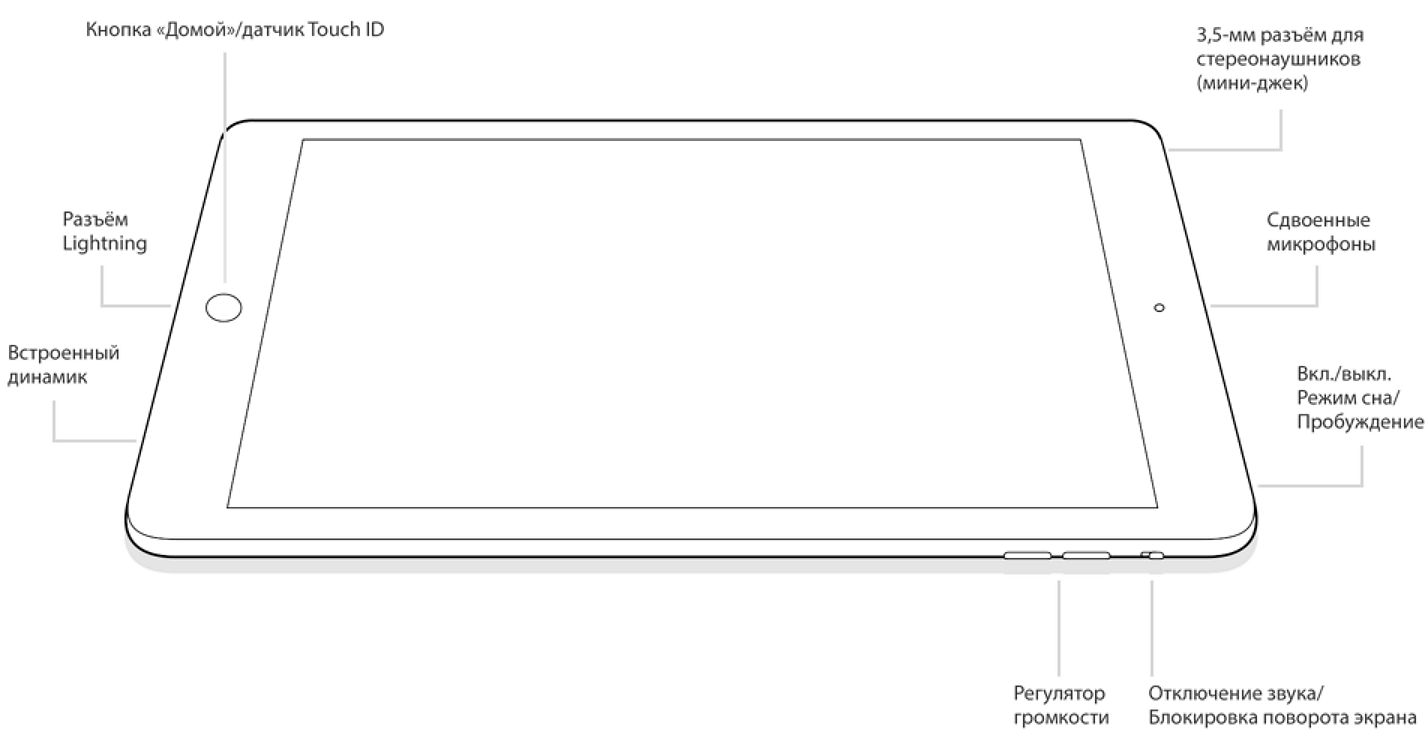 Кнопка «Домой»/датчик Touch ID
3,5-мм разъём для
стереонаушников
(мини-джек)
Разъём
Lightning
Сдвоенные
микрофоны
Встроенный
динамик
Вкл./выкл.
Режим сна/
Пробуждение
Регулятор
громкости
Отключение звука/
Блокировка поворота экрана